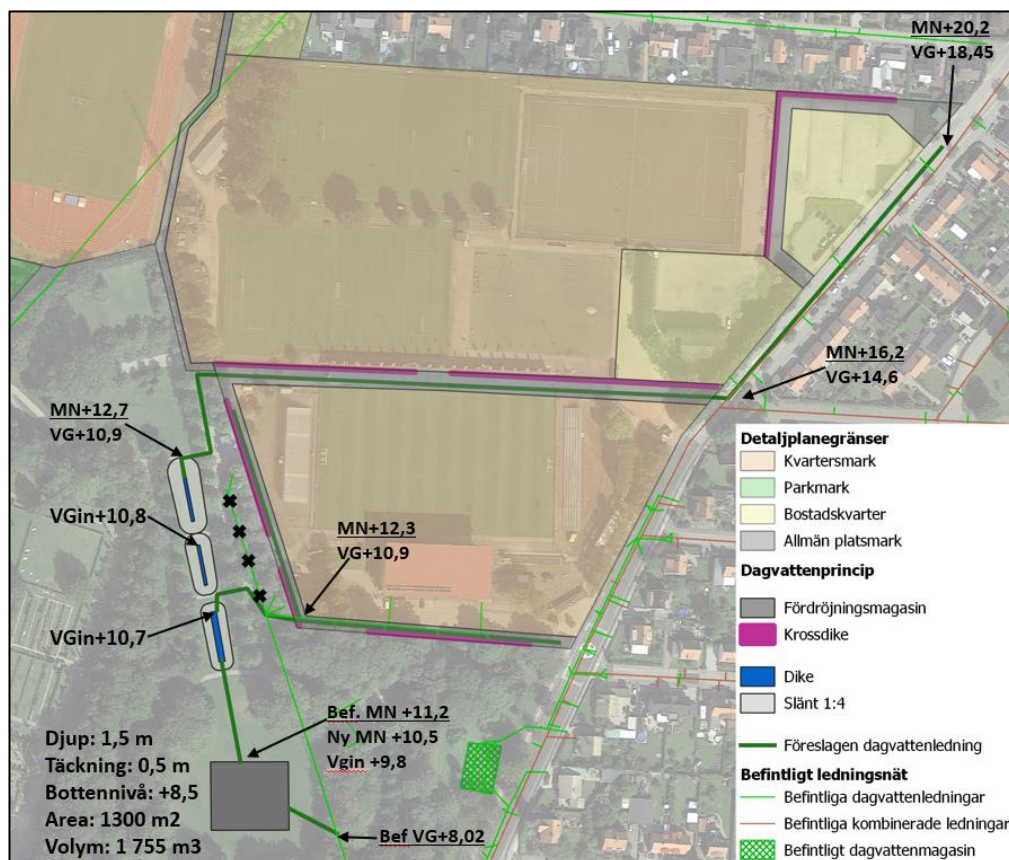 MN+20,2
VG+18,45
MN+16,2
VG+14,6
MN+12,7
VG+10,9
VGin+10,8
MN+12,3
VG+10,9
VGin+10,7
Bef. MN +11,2
Ny MN +10,5
Vgin +9,8
Djup: 1,5 m
Täckning: 0,5 m
Bottennivå: +8,5
Area: 1300 m2
Volym: 1 755 m3
Bef VG+8,02
Detaljplanegränser
Kvartersmark
Parkmark
Bostadskvarter
Allmän platsmark
Dagvattenprincip
Fördröjningsmagasin
Krossdike
Dike
Slänt 1:4
Föreslagen dagvattenledning
Befintligt ledningsnät
Befintliga dagvattenledningar
Befintliga kombinerade ledningar
Befintligt dagvattenmagasin